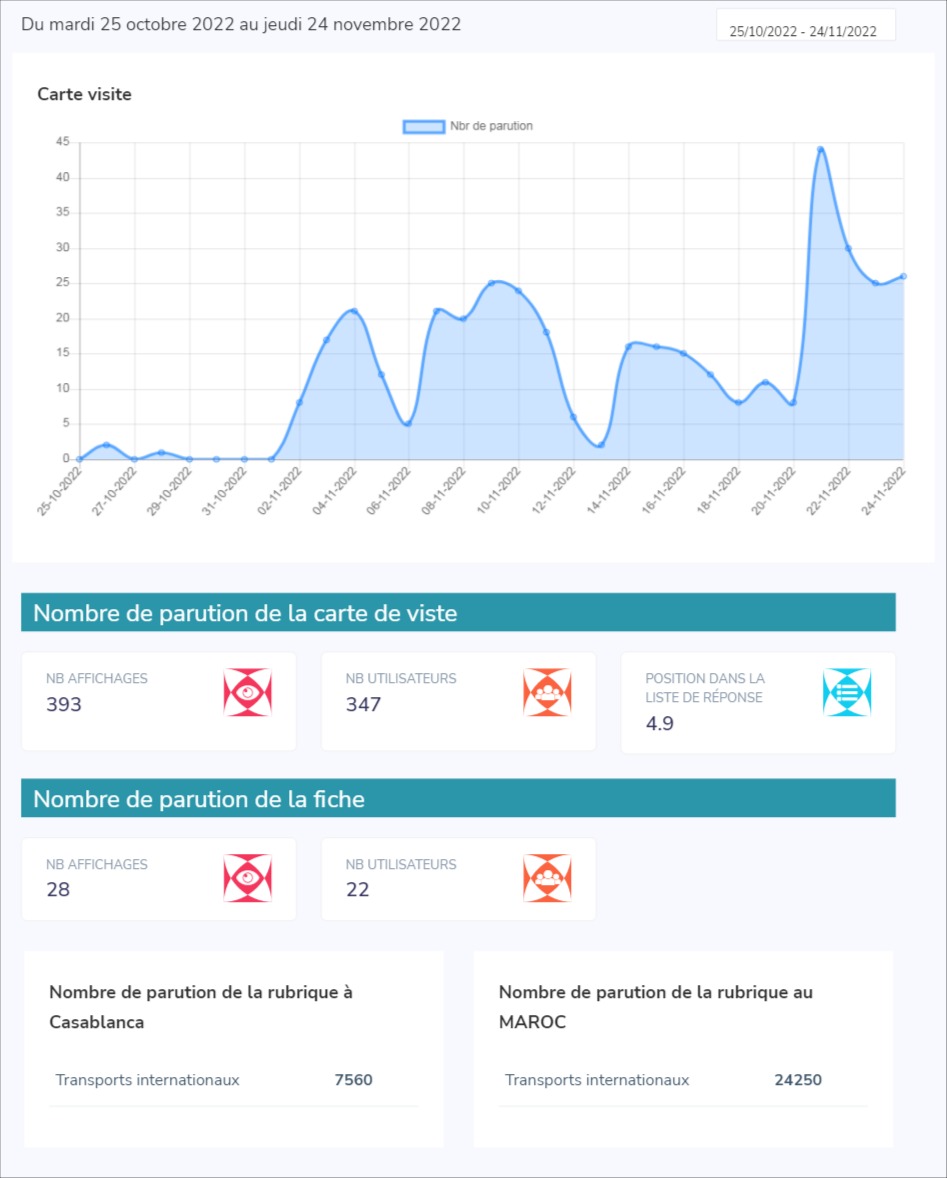 Du mardi 25 octobre 2022 au jeudi 24 novembre 2022
25/10/2022 - 24/11/2022
Carte visite
Nbr de parution
45
40
35
30
25
20
15
10
5
0
25-10-2022
27-10-2022
29-10-2022
31-10-2022
02-11-2022
04-11-2022
06-11-2022
08-11-2022
10-11-2022
12-11-2022
14-11-2022
16-11-2022
18-11-2022
20-11-2022
22-11-2022
24-11-2022
Nombre de parution de la carte de viste
NB AFFICHAGES
393
NB UTILISATEURS
347
POSITION DANS LA
LISTE DE RÉPONSE
4.9
Nombre de parution de la fiche
NB AFFICHAGES
28
NB UTILISATEURS
22
Nombre de parution de la rubrique à
Casablanca
Transports internationaux 7560
Nombre de parution de la rubrique au
MAROC
Transports internationaux 24250